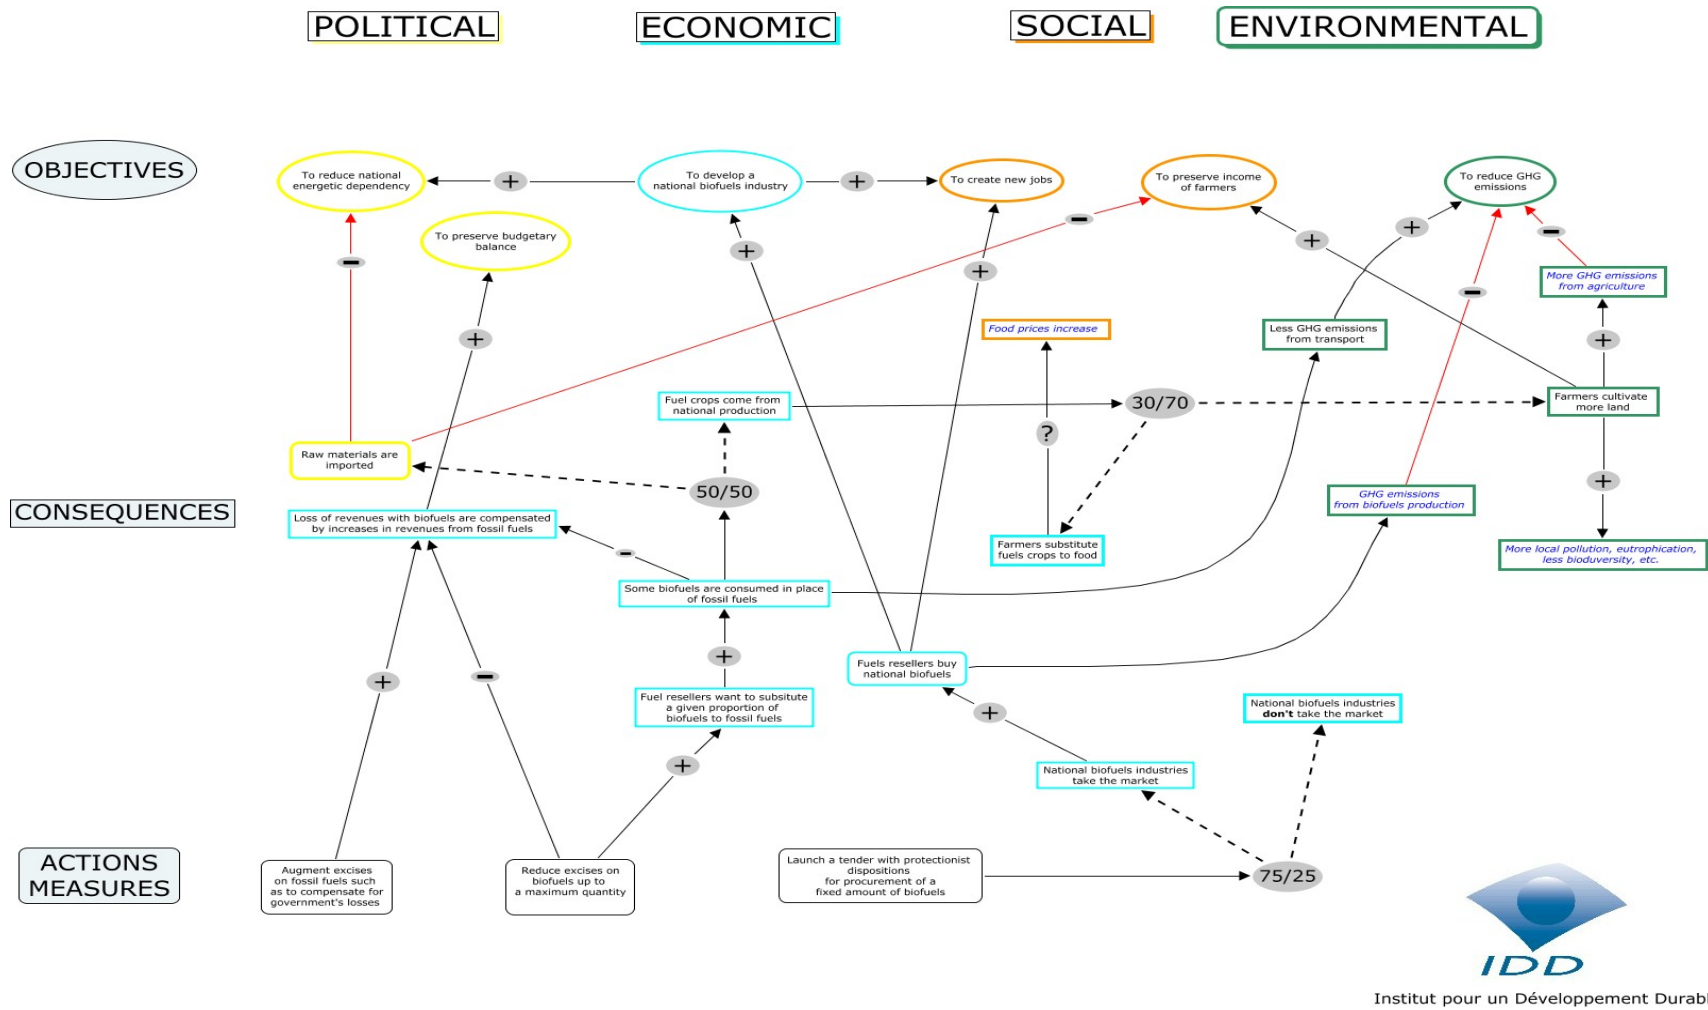 POLITICAL
ECONOMIC
SOCIAL
ENVIRONMENTAL
OBJECTIVES
To reduce national
energetic dependency
+
To develop a
national biofuels industry
+
To create new jobs
To preserve income
of farmers
To reduce GHG
emissions
To preserve budgetary
balance
+
+
+
+
-
-
-
-
More GHG emissions
from agriculture
Food prices increase
Less GHG emissions
from transport
+
+
Fuel crops come from
national production
30/70
Farmers cultivate
more land
?
Raw materials are
imported
50/50
+
CONSEQUENCES
GHG emissions
from biofuels production
Loss of revenues with biofuels are compensated
by increases in revenues from fossil fuels
-
Farmers substitute
fuels crops to food
More local pollution, eutrophication,
less bioduversity, etc.
Some biofuels are consumed in place
of fossil fuels
+
Fuels resellers buy
national biofuels
+
-
Fuel resellers want to subsitute
a given proportion of
biofuels to fossil fuels
+
National biofuels industries
don't take the market
+
National biofuels industries
take the market
ACTIONS
MEASURES
Augment excises
on fossil fuels such
as to compensate for
government's losses
Reduce excises on
biofuels up to
a maximum quantity
Launch a tender with protectionist
dispositions
for procurement of a
fixed amount of biofuels
75/25
IDD
Institut pour un Développement Durabl